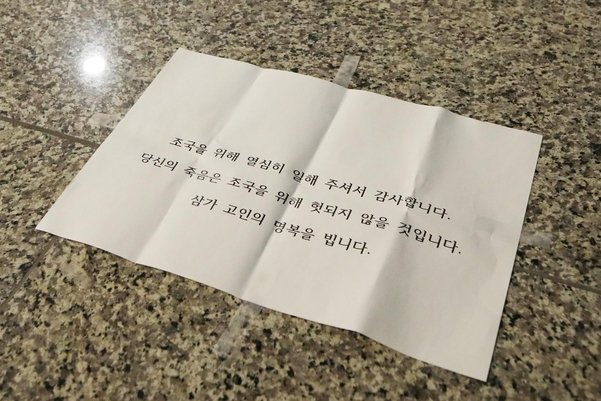 조국을 위해 열심히 일해 주셔서 감사합니다.
당신의 죽음은 조국을 위해 헛되지 않을 것입니다.
삼가 고인의 명복을 빕니다.